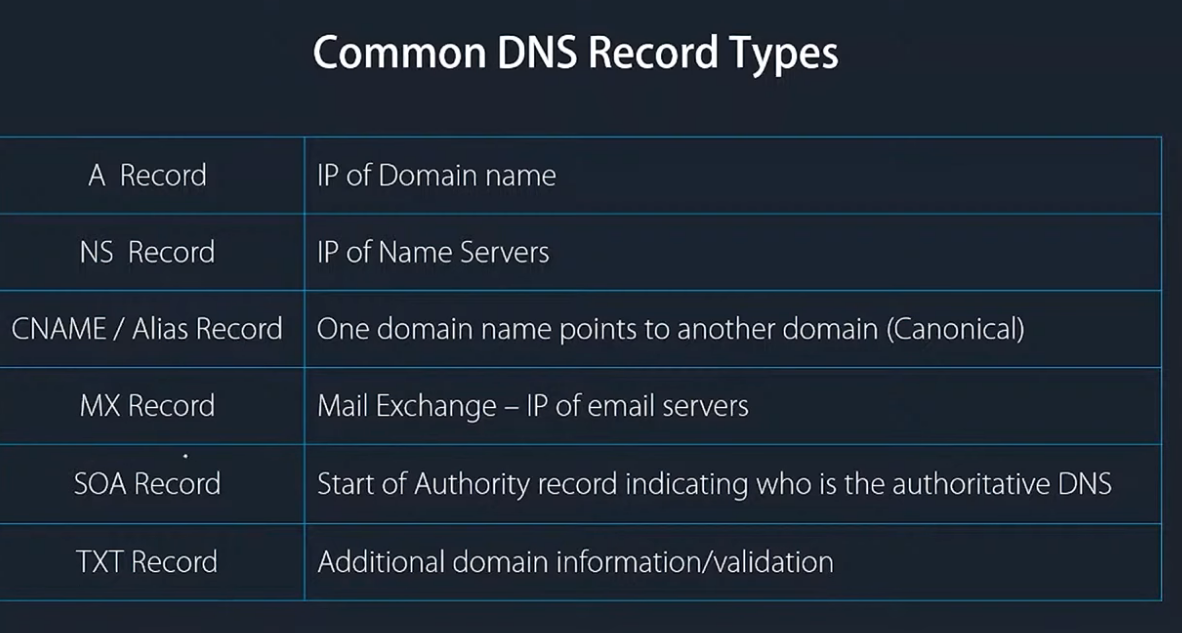 Common DNS Record Types
A Record
IP of Domain name
NS Record
IP of Name Servers
CNAME / Alias Record
One domain name points to another domain (Canonical)
MX Record
Mail Exchange – IP of email servers
SOA Record
Start of Authority record indicating who is the authoritative DNS
TXT Record
Additional domain information/validation